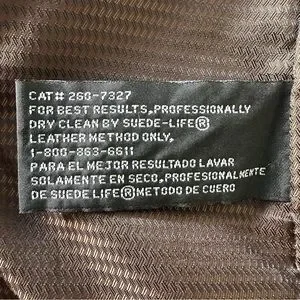 CAT# 260-7327
FOR BEST RESULTS, PROFESSIONALLY
DRY CLEAN BY SUEDE-LIFE®
LEATHER METHOD ONLY,
1-800-863-6611
PARA EL MEJOR RESULTADO LAVAR
SOLAMENTE EN SECO, PROFESIONALMENTE
DE SUEDE LIFE® METODO DE CUERO